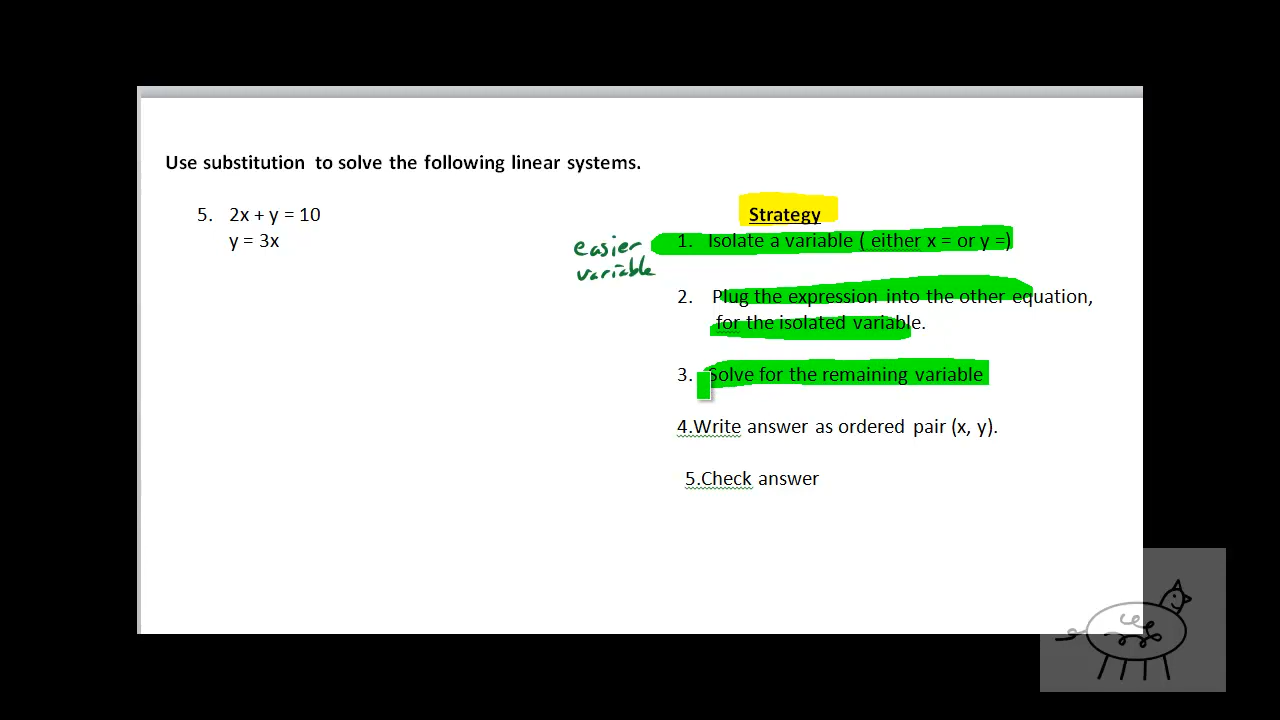 Use substitution to solve the following linear systems.
5. 2x + y = 10
y = 3x
Strategy
easier
variable
1. Isolate a variable ( either x = or y =)
2. Plug the expression into the other equation,
for the isolated variable.
3. Solve for the remaining variable
4.Write answer as ordered pair (x, y).
5.Check answer